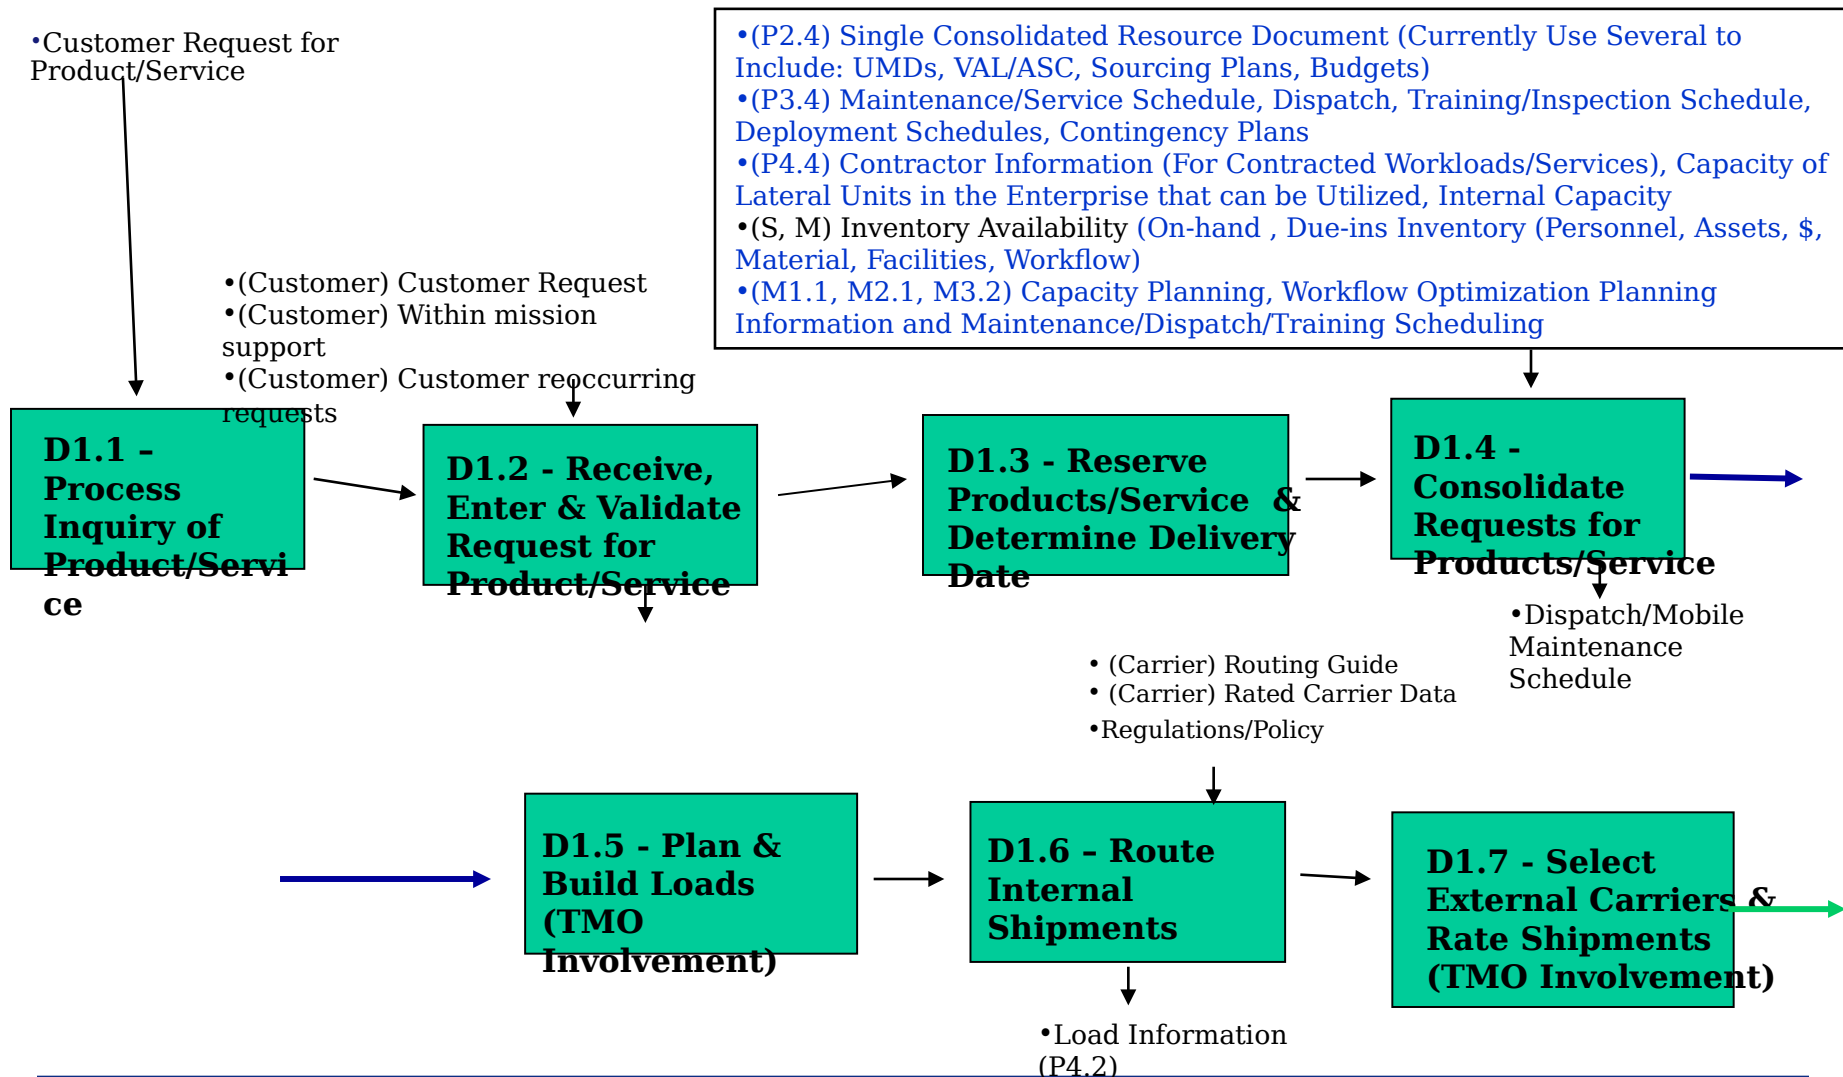 •Customer Request for
Product/Service
•(P2.4) Single Consolidated Resource Document (Currently Use Several to
Include: UMDs, VAL/ASC, Sourcing Plans, Budgets)
•(P3.4) Maintenance/Service Schedule, Dispatch, Training/Inspection Schedule,
Deployment Schedules, Contingency Plans
•(P4.4) Contractor Information (For Contracted Workloads/Services), Capacity of
Lateral Units in the Enterprise that can be Utilized, Internal Capacity
•(S, M) Inventory Availability (On-hand , Due-ins Inventory (Personnel, Assets, $,
Material, Facilities, Workflow)
•(M1.1, M2.1, M3.2) Capacity Planning, Workflow Optimization Planning
Information and Maintenance/Dispatch/Training Scheduling
•(Customer) Customer Request
•(Customer) Within mission
support
•(Customer) Customer reoccurring
requests
D1.1 –
Process
Inquiry of
Product/Servi
ce
D1.2 - Receive,
Enter & Validate
Request for
Product/Service
D1.3 - Reserve
Products/Service &
Determine Delivery
Date
D1.4 -
Consolidate
Requests for
Products/Service
•Dispatch/Mobile
Maintenance
Schedule
• (Carrier) Routing Guide
• (Carrier) Rated Carrier Data
•Regulations/Policy
D1.5 - Plan &
Build Loads
(TMO
Involvement)
D1.6 – Route
Internal
Shipments
D1.7 - Select
External Carriers &
Rate Shipments
(TMO Involvement)
•Load Information
(P4.2)